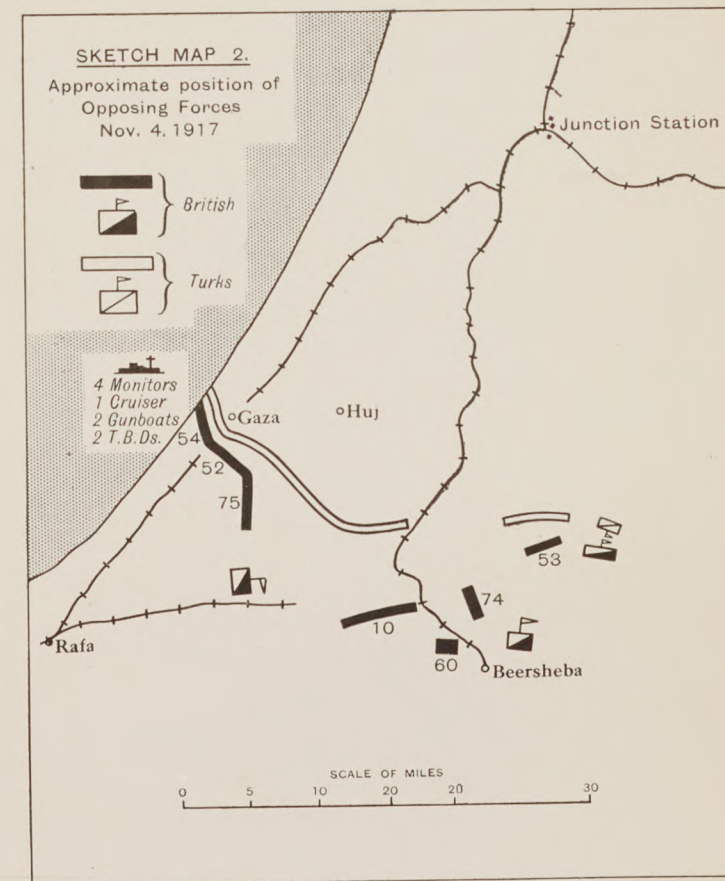 SKETCH MAP 2.
Approximate position of
Opposing Forces
Nov. 4. 1917
British
Turks
4 Monitors
1 Cruiser
2 Gunboats
2 T.B.Ds.
Junction Station
Gaza
Huj
54
52
75
53
74
10
60
Rafa
Beersheba
SCALE OF MILES
0 5 10 20 20 30